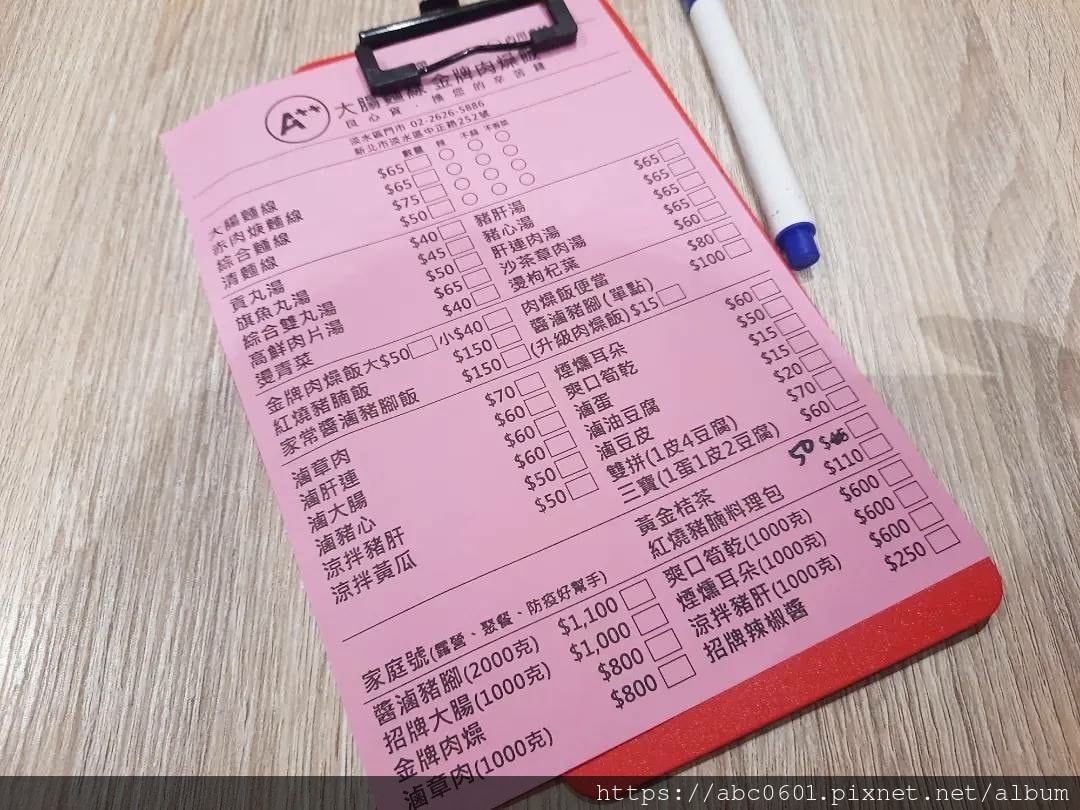 A++
大腸麵線 金牌肉燥飯
良心賣．換您的辛苦錢
淡水區門市 02-2626-5886
新北市淡水區中正路252號
數量 辣 不蒜 不香菜
大腸麵線 $65
赤肉焿麵線 $65
綜合麵線 $75
清麵線 $50
貢丸湯 $40
旗魚丸湯 $45
綜合雙丸湯 $50
高鮮肉片湯 $65
燙青菜 $40
豬肝湯 $65
豬心湯 $65
肝連肉湯 $65
沙茶章肉湯 $65
燙枸杞葉 $60
金牌肉燥飯大$50 小$40
紅燒豬腩飯 $150
家常醬滷豬腳飯 $150
肉燥飯便當 $80
醬滷豬腳(單點) $100
(升級肉燥飯)$15
滷章肉 $70
滷肝連 $60
滷大腸 $60
滷豬心 $60
涼拌豬肝 $50
涼拌黃瓜 $50
煙燻耳朵 $60
爽口筍乾 $50
滷蛋 $15
滷油豆腐 $15
滷豆皮 $20
雙拼(1皮4豆腐) $70
三寶(1蛋1皮2豆腐) $60
黃金桔茶 50
紅燒豬腩料理包 $110
爽口筍乾(1000克) $600
煙燻耳朵(1000克) $600
涼拌豬肝(1000克) $600
招牌辣椒醬 $250
家庭號(露營、聚餐、防疫好幫手)
醬滷豬腳(2000克) $1,100
招牌大腸(1000克) $1,000
金牌肉燥 $800
滷章肉(1000克) $800
https://abc0601.pixnet.net/album